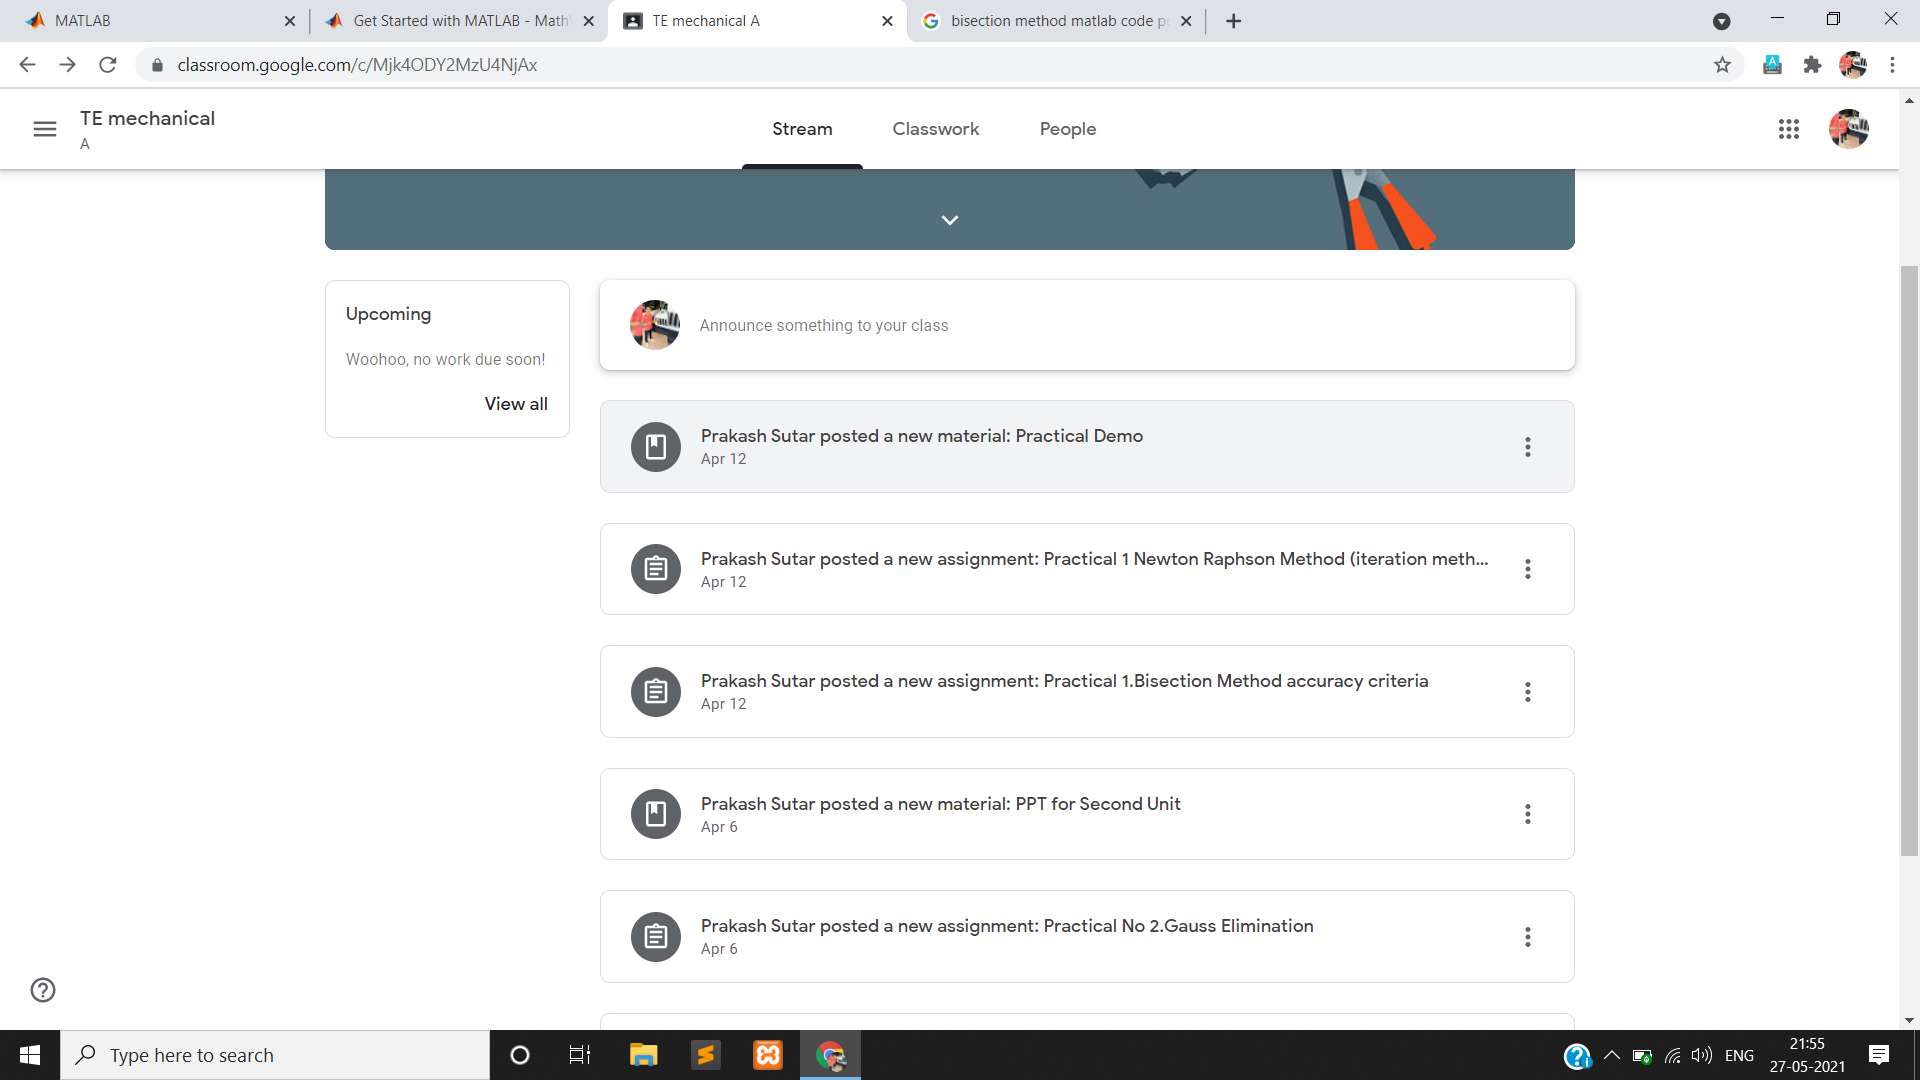 MATLAB
Get Started with MATLAB - Math
TE mechanical A
bisection method matlab code p
classroom.google.com/c/Mjk4ODY2MzU4NjAx
TE mechanical
A
Stream
Classwork
People
Upcoming
Woohoo, no work due soon!
View all
Announce something to your class
Prakash Sutar posted a new material: Practical Demo
Apr 12
Prakash Sutar posted a new assignment: Practical 1 Newton Raphson Method (iteration meth...
Apr 12
Prakash Sutar posted a new assignment: Practical 1.Bisection Method accuracy criteria
Apr 12
Prakash Sutar posted a new material: PPT for Second Unit
Apr 6
Prakash Sutar posted a new assignment: Practical No 2.Gauss Elimination
Apr 6
Type here to search
ENG
21:55
27-05-2021